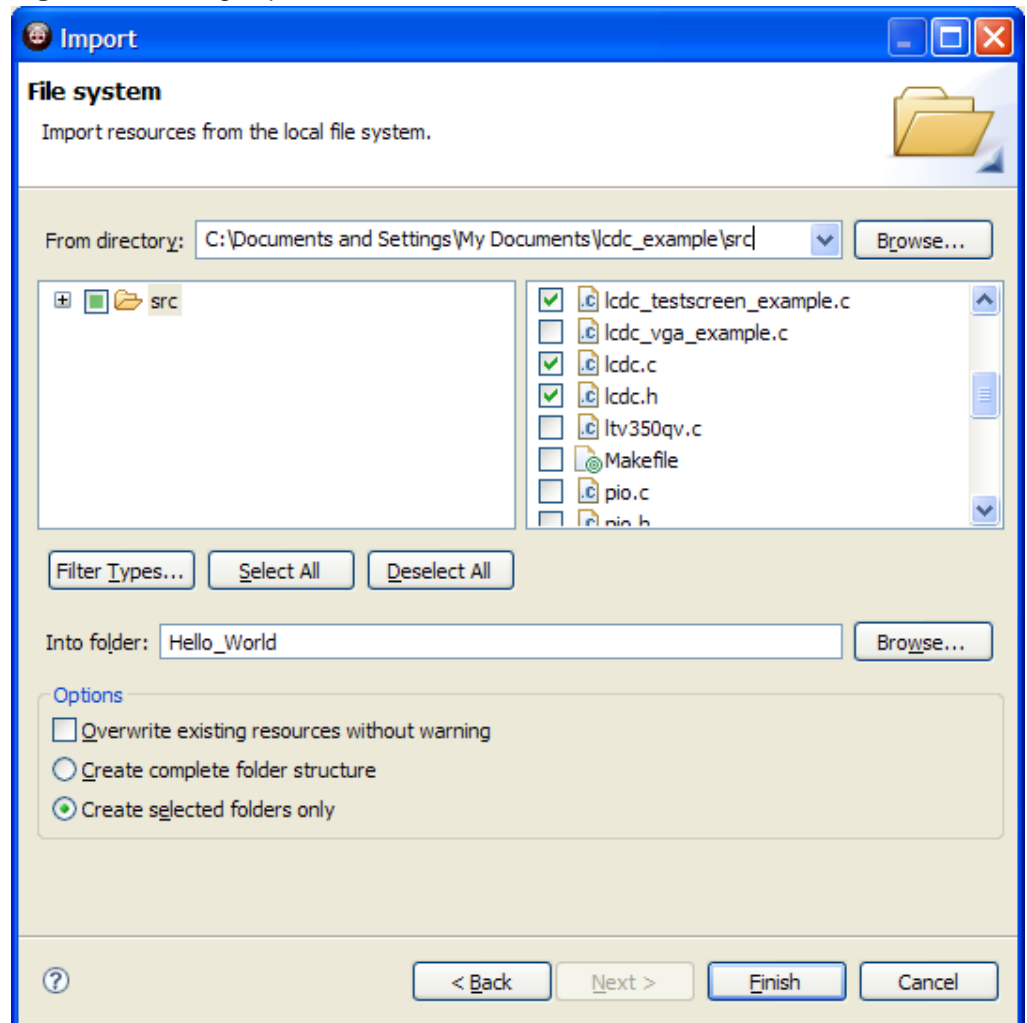 Import
File system
Import resources from the local file system.
From directory: C:\Documents and Settings\My Documents\lcdc_example\src Browse...
src
lcdc_testscreen_example.c
lcdc_vga_example.c
lcdc.c
lcdc.h
ltv350qv.c
Makefile
pio.c
pio.h
Filter Types... Select All Deselect All
Into folder: Hello_World Browse...
Options
Overwrite existing resources without warning
Create complete folder structure
Create selected folders only
< Back Next > Finish Cancel